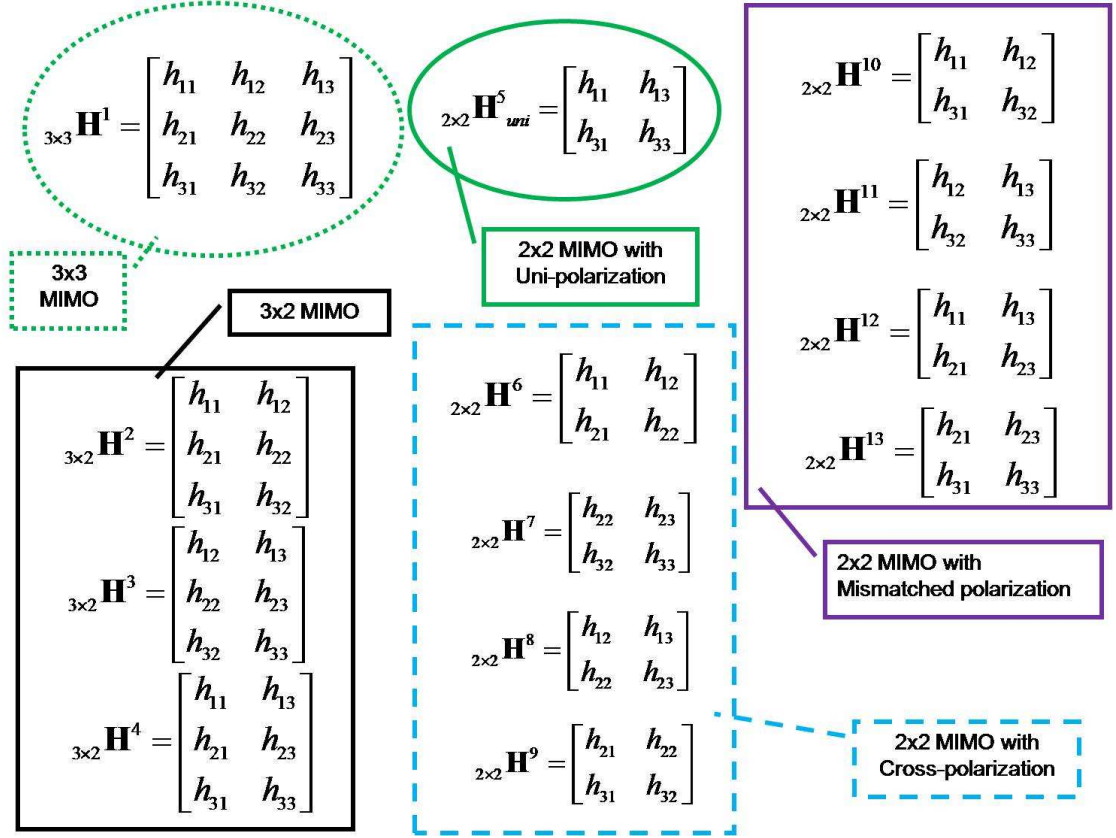 3x3 H^1 = [h11 h12 h13
h21 h22 h23
h31 h32 h33]
3x3
MIMO
2x2 H^5 uni = [h11 h13
h31 h33]
2x2 MIMO with
Uni-polarization
3x2 MIMO
3x2 H^2 = [h11 h12
h21 h22
h31 h32]
3x2 H^3 = [h12 h13
h22 h23
h32 h33]
3x2 H^4 = [h11 h13
h21 h23
h31 h33]
2x2 H^6 = [h11 h12
h21 h22]
2x2 H^7 = [h22 h23
h32 h33]
2x2 H^8 = [h12 h13
h22 h23]
2x2 H^9 = [h21 h22
h31 h32]
2x2 MIMO with
Cross-polarization
2x2 H^10 = [h11 h12
h31 h32]
2x2 H^11 = [h12 h13
h32 h33]
2x2 H^12 = [h11 h13
h21 h23]
2x2 H^13 = [h21 h23
h31 h33]
2x2 MIMO with
Mismatched polarization